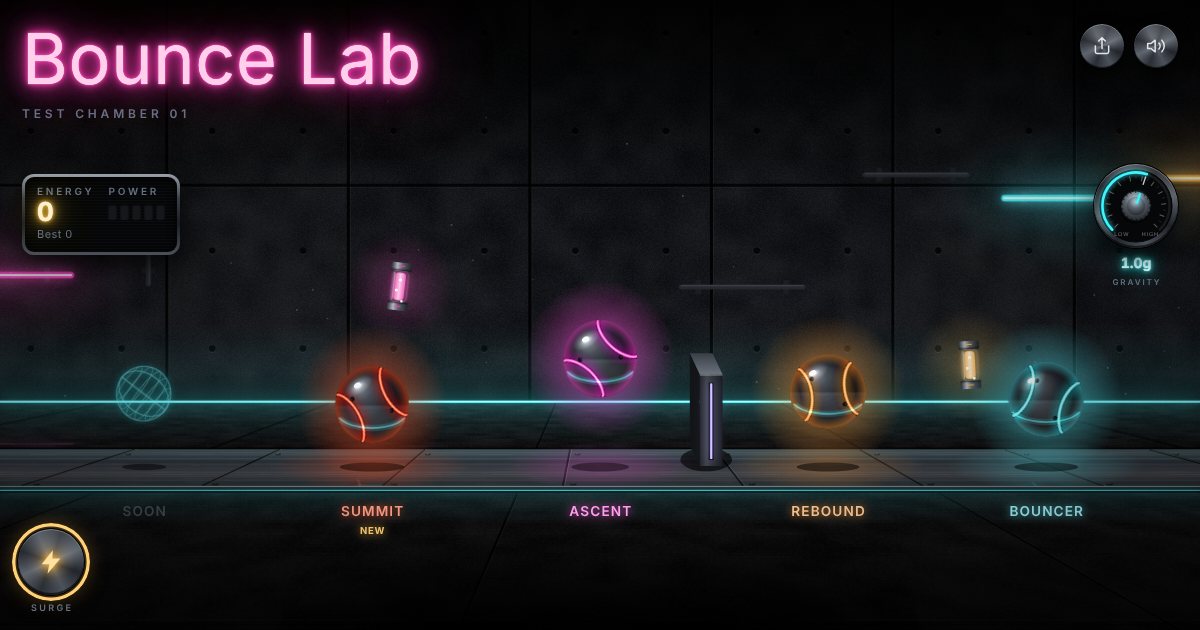 Bounce Lab
TEST CHAMBER 01
ENERGY POWER
0
Best 0
LOW HIGH
1.0g
GRAVITY
SOON
SUMMIT
NEW
ASCENT
REBOUND
BOUNCER
SURGE